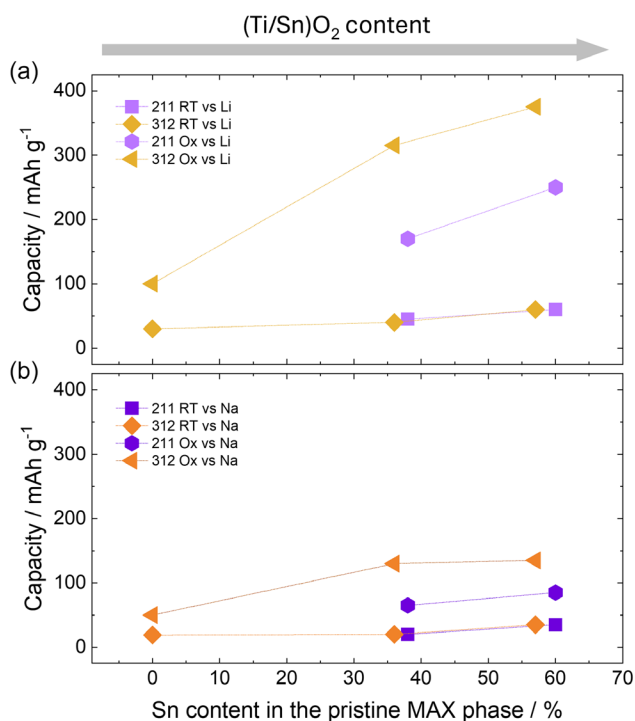 (Ti/Sn)O₂ content
(a)
400
300
200
100
0
Capacity / mAh g⁻¹
211 RT vs Li
312 RT vs Li
211 Ox vs Li
312 Ox vs Li
(b)
400
300
200
100
0
Capacity / mAh g⁻¹
211 RT vs Na
312 RT vs Na
211 Ox vs Na
312 Ox vs Na
0 10 20 30 40 50 60 70
Sn content in the pristine MAX phase / %